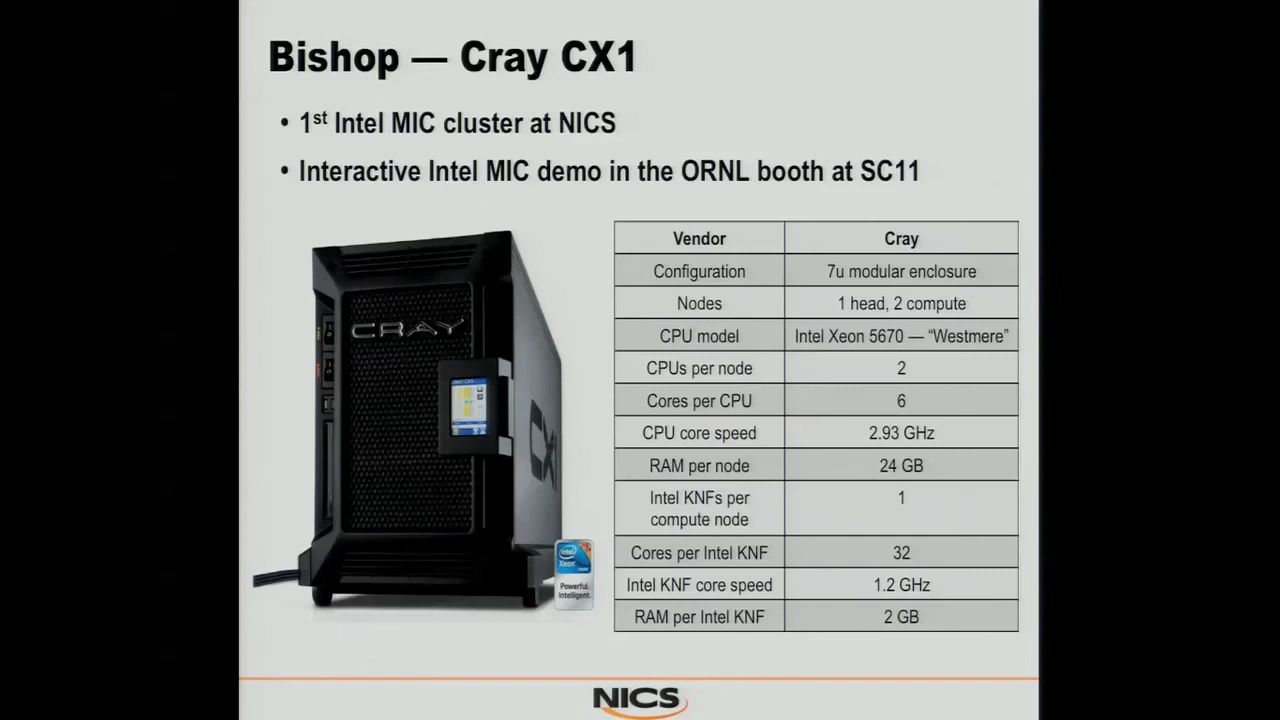 Bishop — Cray CX1
• 1st Intel MIC cluster at NICS
• Interactive Intel MIC demo in the ORNL booth at SC11
CRAY
CX1
intel
Xeon
Powerful.
Intelligent.
Vendor Cray
Configuration 7u modular enclosure
Nodes 1 head, 2 compute
CPU model Intel Xeon 5670 — “Westmere”
CPUs per node 2
Cores per CPU 6
CPU core speed 2.93 GHz
RAM per node 24 GB
Intel KNFs per 1
compute node
Cores per Intel KNF 32
Intel KNF core speed 1.2 GHz
RAM per Intel KNF 2 GB
NICS